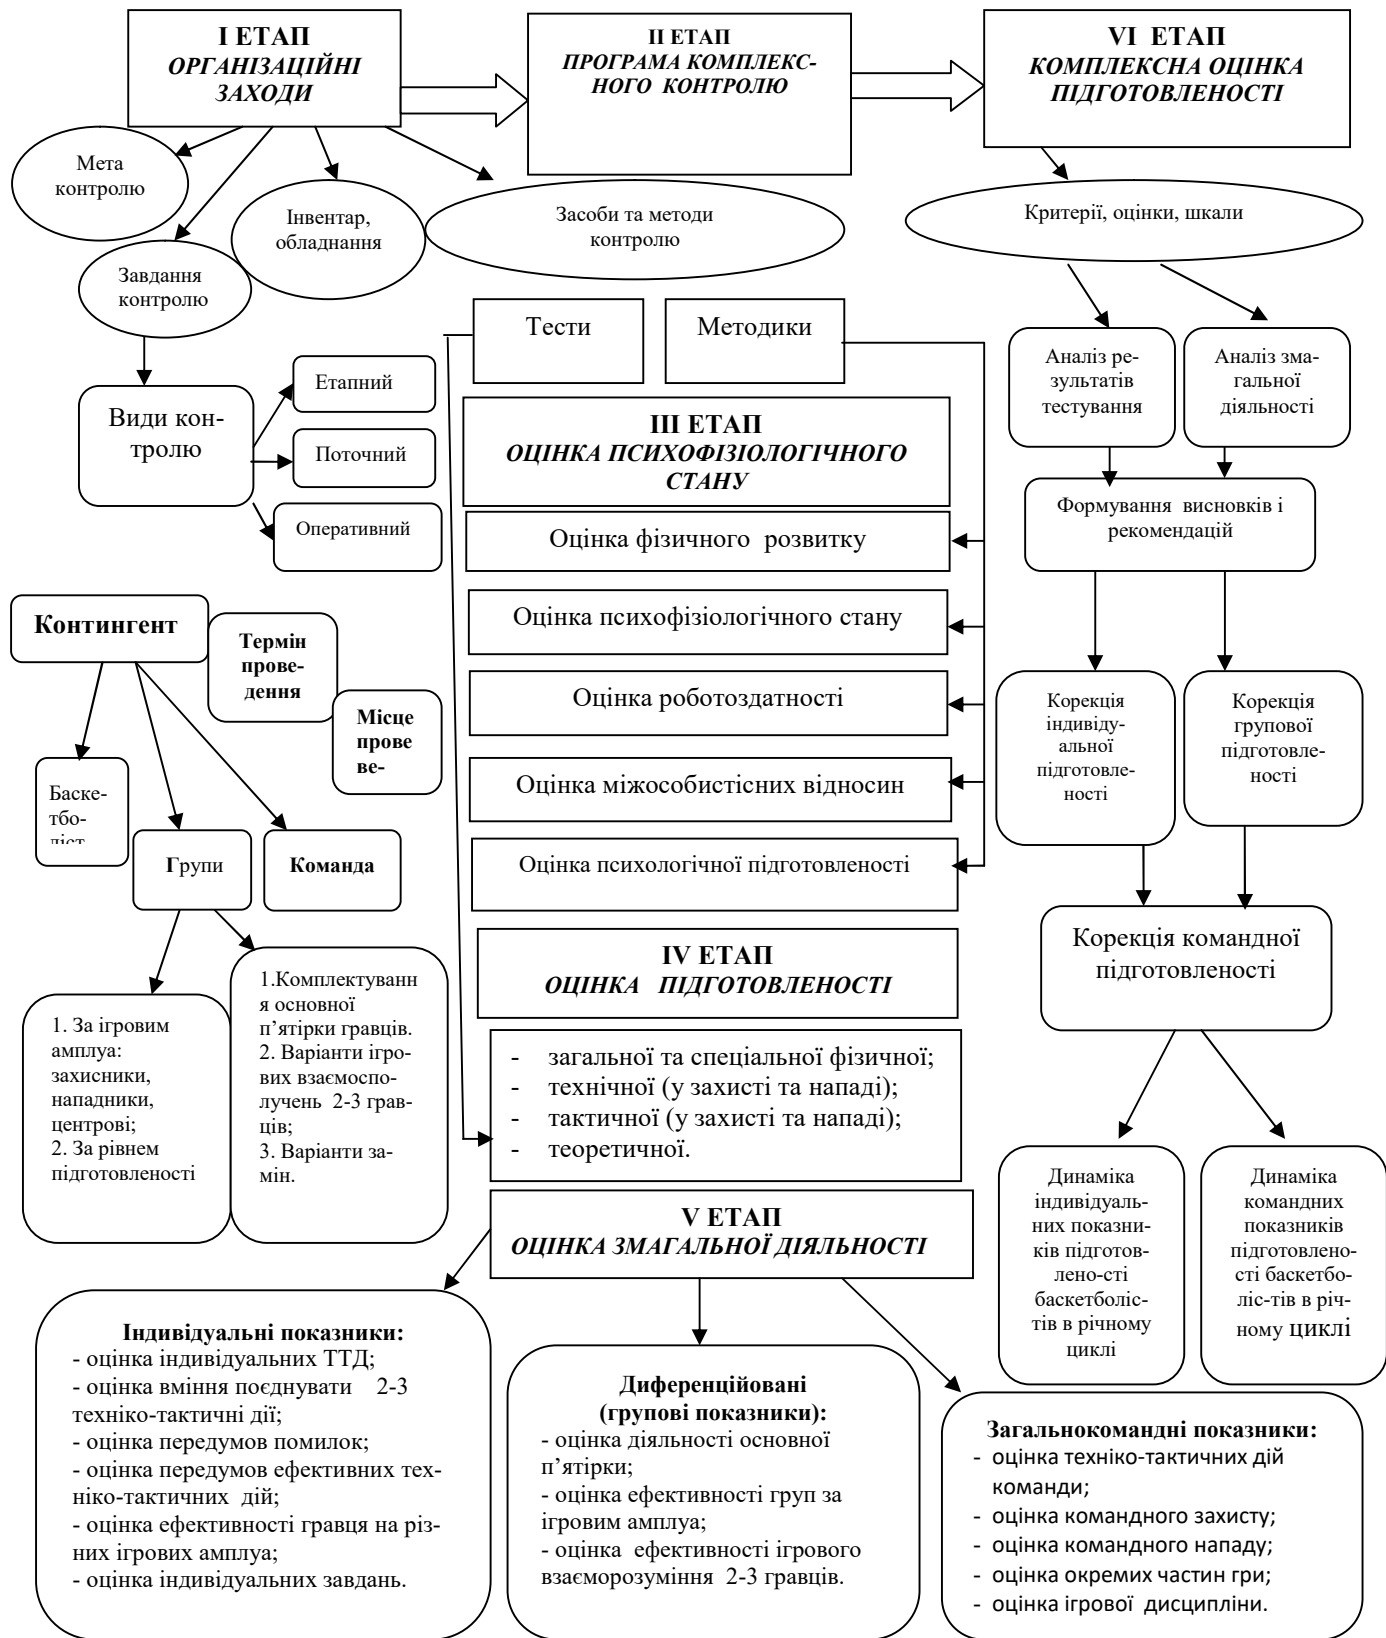 І ЕТАП
ОРГАНІЗАЦІЙНІ
ЗАХОДИ
ІІ ЕТАП
ПРОГРАМА КОМПЛЕКС-
НОГО КОНТРОЛЮ
VI ЕТАП
КОМПЛЕКСНА ОЦІНКА
ПІДГОТОВЛЕНОСТІ
Мета
контролю
Завдання
контролю
Інвентар,
обладнання
Засоби та методи
контролю
Критерії, оцінки, шкали
Тести
Методики
Аналіз ре-
зультатів
тестування
Аналіз зма-
гальної
діяльності
Види кон-
тролю
Етапний
Поточний
Оперативний
ІІІ ЕТАП
ОЦІНКА ПСИХОФІЗІОЛОГІЧНОГО
СТАНУ
Оцінка фізичного розвитку
Оцінка психофізіологічного стану
Оцінка роботоздатності
Оцінка міжособистісних відносин
Оцінка психологічної підготовленості
Формування висновків і
рекомендацій
Контингент
Термін
прове-
дення
Місце
прове
ве-
Баске-
тбо-
ліст
Групи
Команда
Корекція
індивіду-
альної
підготовле-
ності
Корекція
групової
підготовле-
ності
Корекція командної
підготовленості
1. За ігровим
амплуа:
захисники,
нападники,
центрові;
2. За рівнем
підготовленості
1.Комплектуванн
я основної
п’ятірки гравців.
2. Варіанти ігро-
вих взаємоспо-
лучень 2-3 грав-
ців;
3. Варіанти за-
мін.
IV ЕТАП
ОЦІНКА ПІДГОТОВЛЕНОСТІ
- загальної та спеціальної фізичної;
- технічної (у захисті та нападі);
- тактичної (у захисті та нападі);
- теоретичної.
V ЕТАП
ОЦІНКА ЗМАГАЛЬНОЇ ДІЯЛЬНОСТІ
Динаміка
індивідуаль-
них показни-
ків підготов-
лено-сті
баскетболіс-
тів в річному
циклі
Динаміка
командних
показників
підготовлено-
сті баскетбо-
ліс-тів в річ-
ному циклі
Індивідуальні показники:
- оцінка індивідуальних ТТД;
- оцінка вміння поєднувати 2-3
техніко-тактичні дії;
- оцінка передумов помилок;
- оцінка передумов ефективних тех-
ніко-тактичних дій;
- оцінка ефективності гравця на різ-
них ігрових амплуа;
- оцінка індивідуальних завдань.
Диференційовані
(групові показники):
- оцінка діяльності основної
п’ятірки;
- оцінка ефективності груп за
ігровим амплуа;
- оцінка ефективності ігрового
взаєморозуміння 2-3 гравців.
Загальнокомандні показники:
- оцінка техніко-тактичних дій
команди;
- оцінка командного захисту;
- оцінка командного нападу;
- оцінка окремих частин гри;
- оцінка ігрової дисципліни.